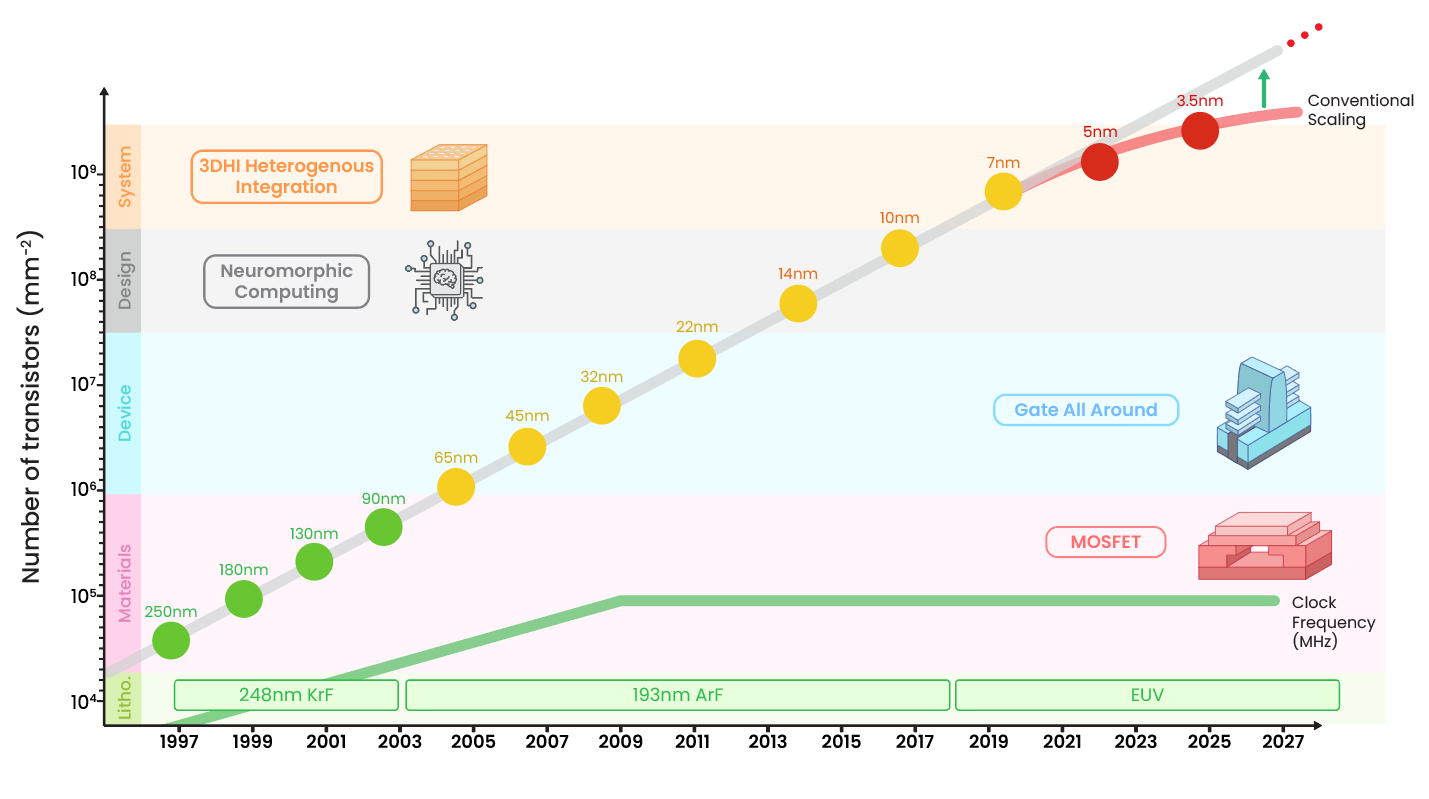 Conventional
Scaling
3.5nm
5nm
7nm
10nm
14nm
22nm
32nm
45nm
65nm
90nm
130nm
180nm
250nm
Number of transistors (mm⁻²)
10⁹
10⁸
10⁷
10⁶
10⁵
10⁴
System
Design
Device
Materials
Litho.
3DHI Heterogenous
Integration
Neuromorphic
Computing
Gate All Around
MOSFET
Clock
Frequency
(MHz)
248nm KrF
193nm ArF
EUV
1997 1999 2001 2003 2005 2007 2009 2011 2013 2015 2017 2019 2021 2023 2025 2027